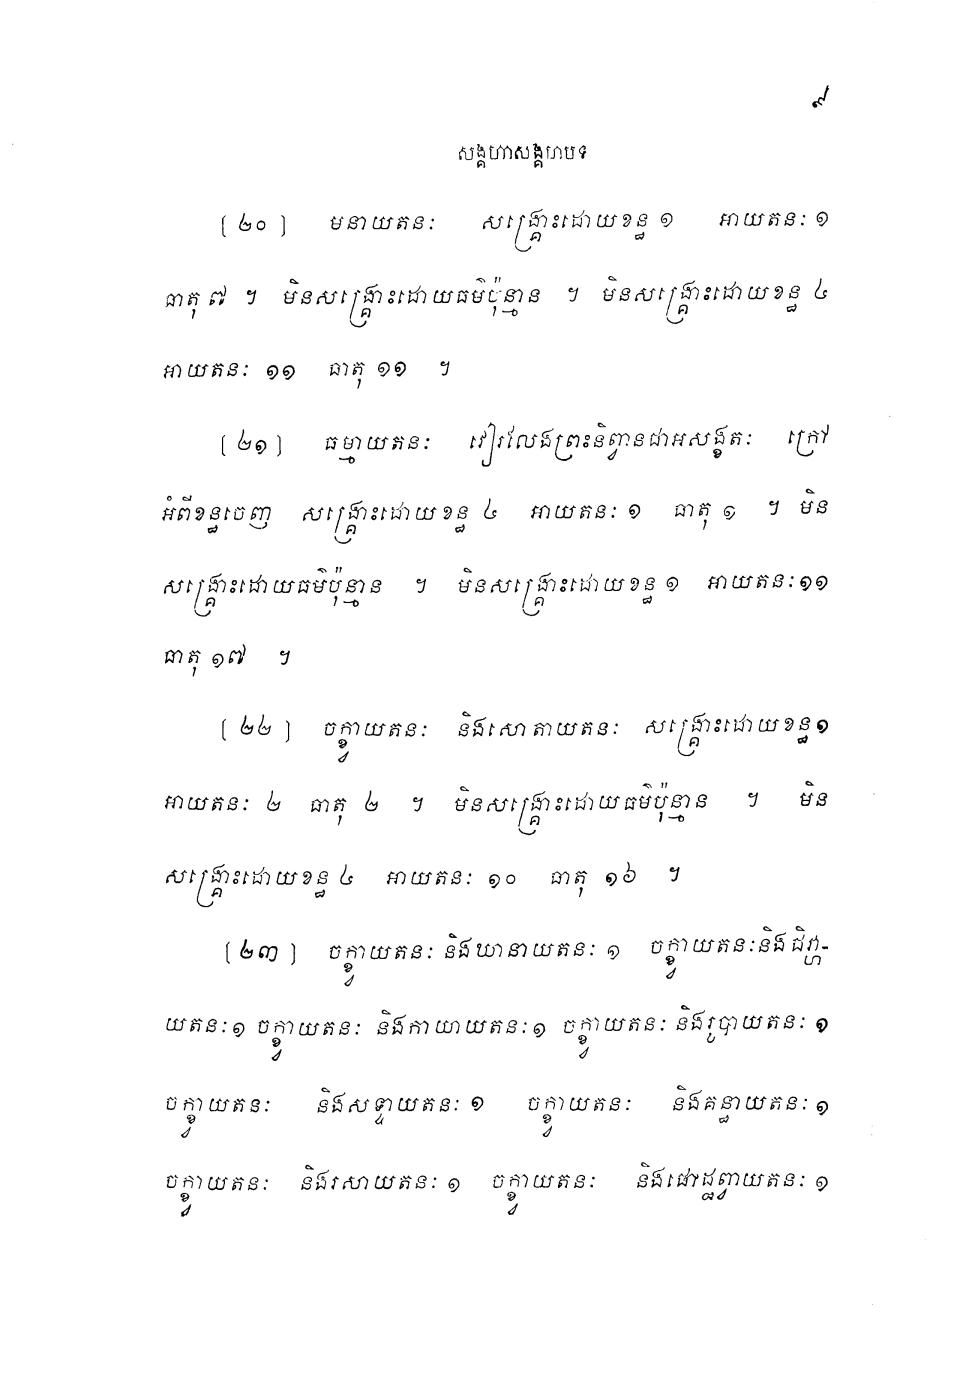 ៩
សង្គហាសង្គហបទ
[ ២០ ] មនាយតនៈ សង្គ្រោះដោយខន្ធ ១ អាយតនៈ ១
ធាតុ ៧ ។ មិនសង្គ្រោះដោយធម៌ប៉ុន្មាន ។ មិនសង្គ្រោះដោយខន្ធ ៤
អាយតនៈ ១១ ធាតុ ១១ ។
[ ២១ ] ធម្មាយតនៈ វៀរលែងព្រះនិព្វានជាអសង្ខតៈ ក្រៅ
អំពីខន្ធចេញ សង្គ្រោះដោយខន្ធ ៤ អាយតនៈ ១ ធាតុ ១ ។ មិន
សង្គ្រោះដោយធម៌ប៉ុន្មាន ។ មិនសង្គ្រោះដោយខន្ធ ១ អាយតនៈ ១១
ធាតុ ១៧ ។
[ ២២ ] ចក្ខ្វាយតនៈ និងសោតាយតនៈ សង្គ្រោះដោយខន្ធ ១
អាយតនៈ ២ ធាតុ ២ ។ មិនសង្គ្រោះដោយធម៌ប៉ុន្មាន ។ មិន
សង្គ្រោះដោយខន្ធ ៤ អាយតនៈ ១០ ធាតុ ១៦ ។
[ ២៣ ] ចក្ខ្វាយតនៈ និងឃានាយតនៈ ១ ចក្ខ្វាយតនៈនិងជិវ្ហា-
យតនៈ ១ ចក្ខ្វាយតនៈ និងកាយាយតនៈ ១ ចក្ខ្វាយតនៈ និងរូបាយតនៈ ១
ចក្ខ្វាយតនៈ និងសទ្ទាយតនៈ ១ ចក្ខ្វាយតនៈ និងគន្ធាយតនៈ ១
ចក្ខ្វាយតនៈ និងរសាយតនៈ ១ ចក្ខ្វាយតនៈ និងផោដ្ឋព្វាយតនៈ ១